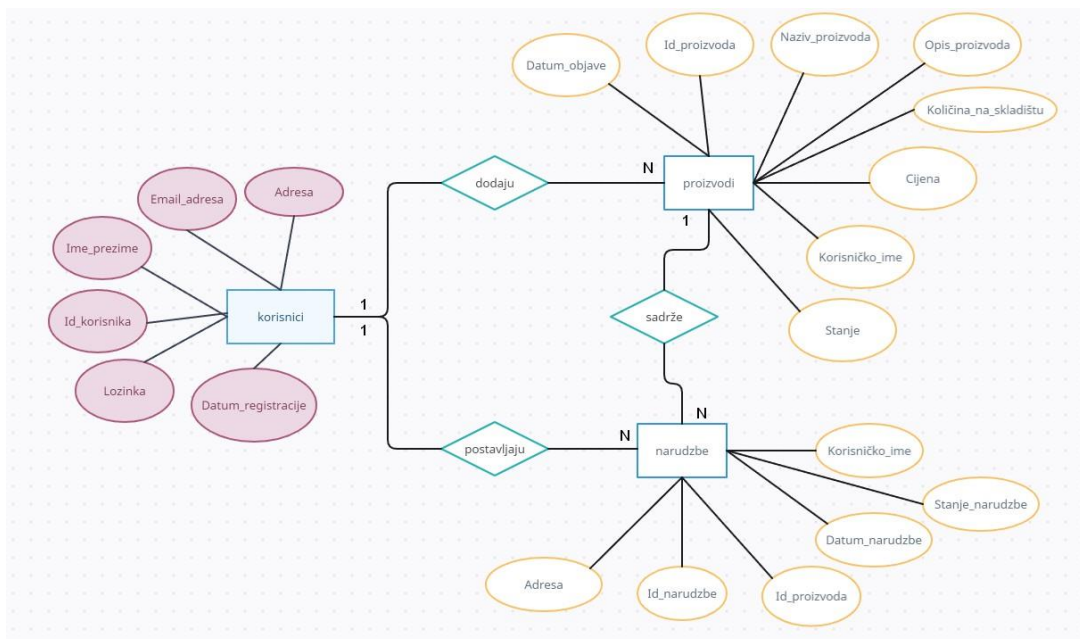 Id_proizvoda
Naziv_proizvoda
Opis_proizvoda
Datum_objave
Količina_na_skladištu
N
dodaju
proizvodi
Cijena
Email_adresa
Adresa
1
Ime_prezime
Korisničko_ime
1
korisnici
sadrže
Id_korisnika
1
Stanje
Lozinka
Datum_registracije
N
N
postavljaju
narudzbe
Korisničko_ime
Stanje_narudzbe
Datum_narudzbe
Adresa
Id_narudzbe
Id_proizvoda